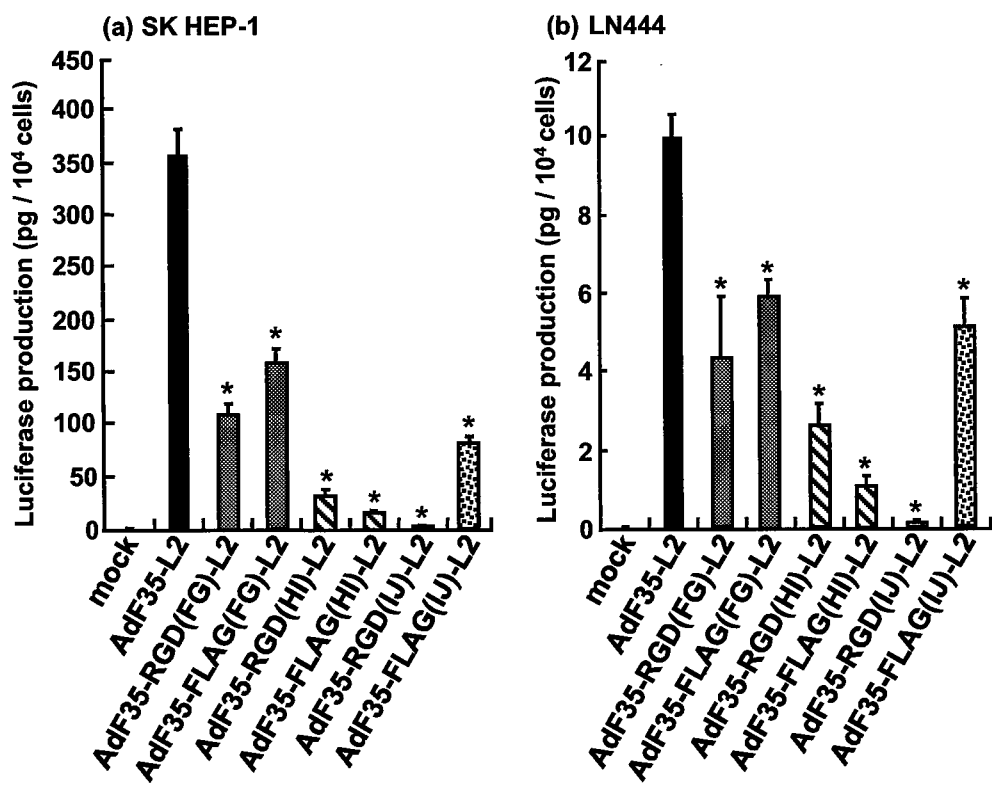 (a) SK HEP-1
Luciferase production (pg / 10⁴ cells)
450
400
350
300
250
200
150
100
50
0
*
*
*
*
*
*
mock
AdF35-L2
AdF35-RGD(FG)-L2
AdF35-FLAG(FG)-L2
AdF35-RGD(HI)-L2
AdF35-FLAG(HI)-L2
AdF35-RGD(IJ)-L2
AdF35-FLAG(IJ)-L2
(b) LN444
Luciferase production (pg / 10⁴ cells)
12
10
8
6
4
2
0
*
*
*
*
*
*
mock
AdF35-L2
AdF35-RGD(FG)-L2
AdF35-FLAG(FG)-L2
AdF35-RGD(HI)-L2
AdF35-FLAG(HI)-L2
AdF35-RGD(IJ)-L2
AdF35-FLAG(IJ)-L2